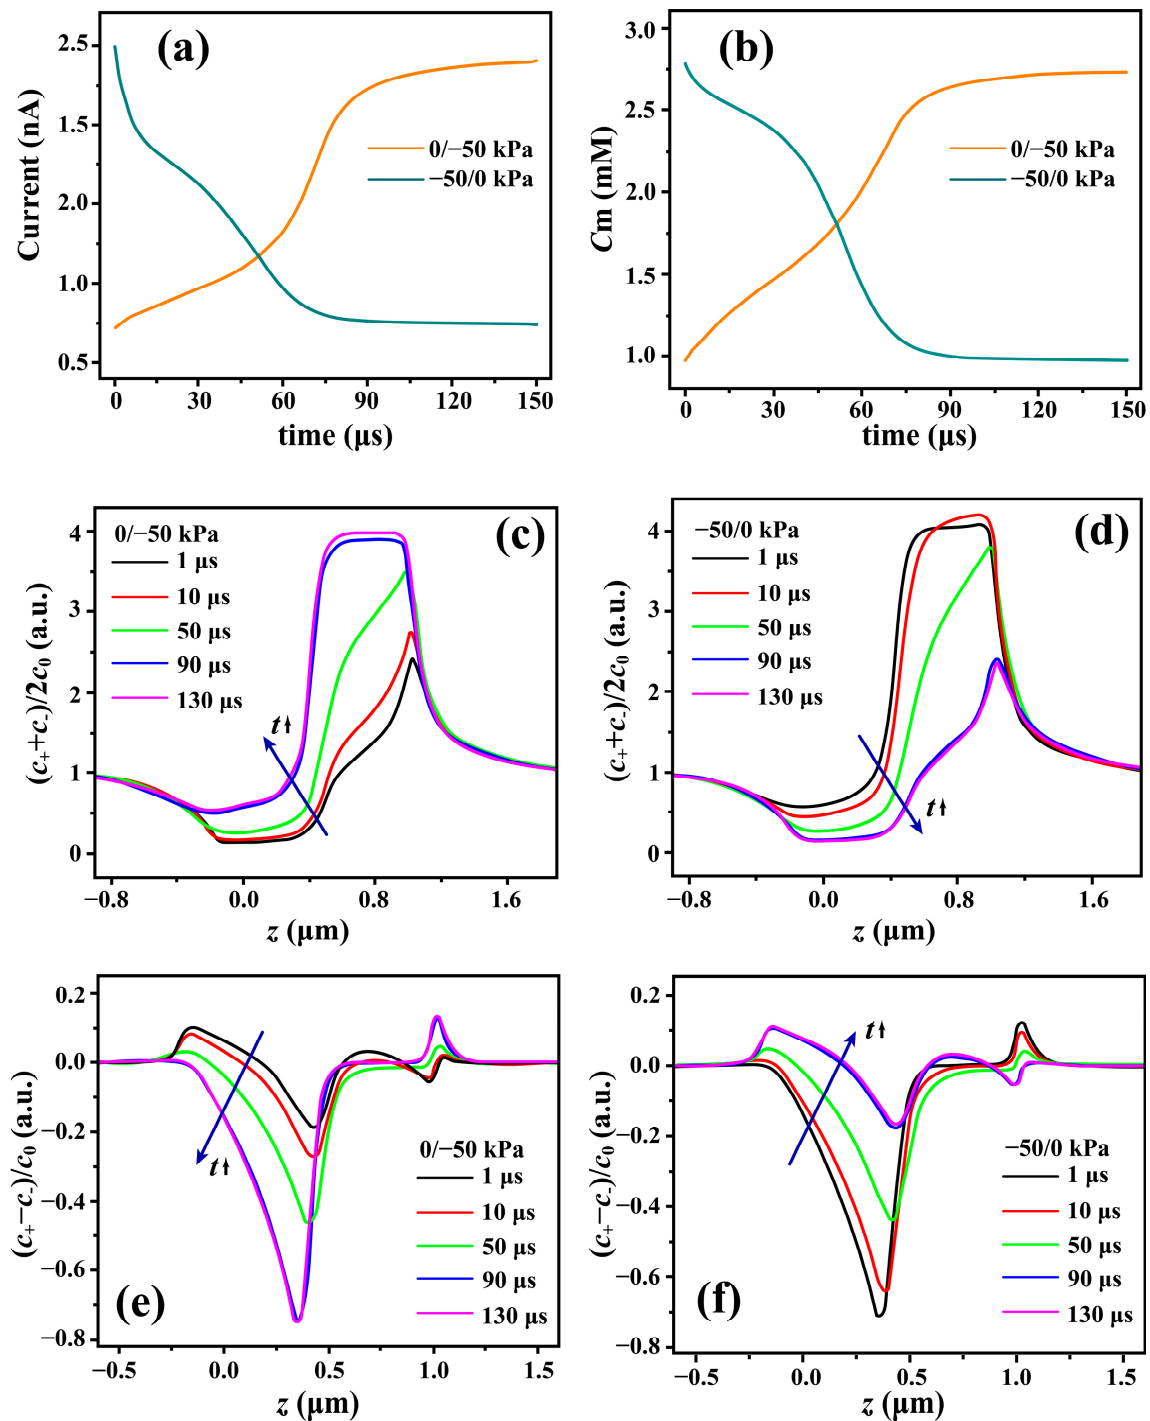 (a)
2.5
1.5
2.0
1.0
0.5
Current (nA)
0/−50 kPa
−50/0 kPa
0 30 60 90 120 150
time (μs)
(b)
3.0
2.5
2.0
1.5
1.0
Cm (mM)
0/−50 kPa
−50/0 kPa
0 30 60 90 120 150
time (μs)
(c)
0/−50 kPa
1 μs
10 μs
50 μs
90 μs
130 μs
t
4
3
2
1
0
(c₊+c₋)/2c₀ (a.u.)
−0.8 0.0 0.8 1.6
z (μm)
(d)
−50/0 kPa
1 μs
10 μs
50 μs
90 μs
130 μs
t
4
3
2
1
0
(c₊+c₋)/2c₀ (a.u.)
−0.8 0.0 0.8 1.6
z (μm)
0.2
0.0
−0.2
−0.4
−0.6
−0.8
(c₊−c₋)/c₀ (a.u.)
t
0/−50 kPa
1 μs
10 μs
50 μs
90 μs
130 μs
(e)
−0.5 0.0 0.5 1.0 1.5
z (μm)
0.2
0.0
−0.2
−0.4
−0.6
−0.8
(c₊−c₋)/c₀ (a.u.)
t
−50/0 kPa
1 μs
10 μs
50 μs
90 μs
130 μs
(f)
−0.5 0.0 0.5 1.0 1.5
z (μm)